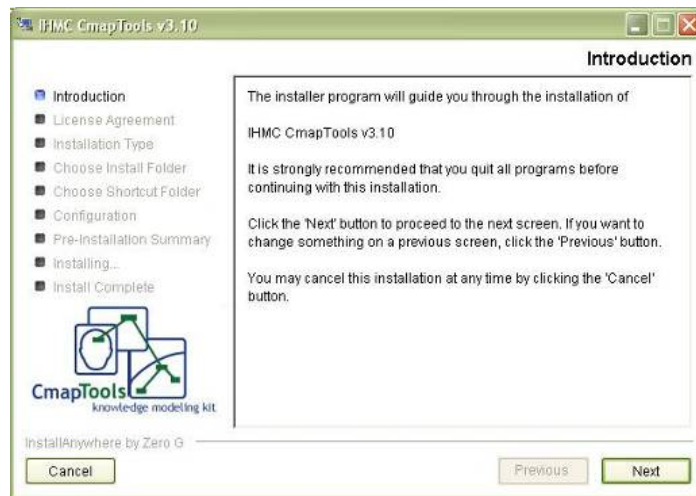 IHMC CmapTools v3.10
Introduction
Introduction
License Agreement
Installation Type
Choose Install Folder
Choose Shortcut Folder
Configuration
Pre-Installation Summary
Installing...
Install Complete
The installer program will guide you through the installation of
IHMC CmapTools v3.10
It is strongly recommended that you quit all programs before
continuing with this installation.
Click the 'Next' button to proceed to the next screen. If you want to
change something on a previous screen, click the 'Previous' button.
You may cancel this installation at any time by clicking the 'Cancel'
button.
CmapTools
knowledge modeling kit
InstallAnywhere by Zero G
Cancel
Previous
Next